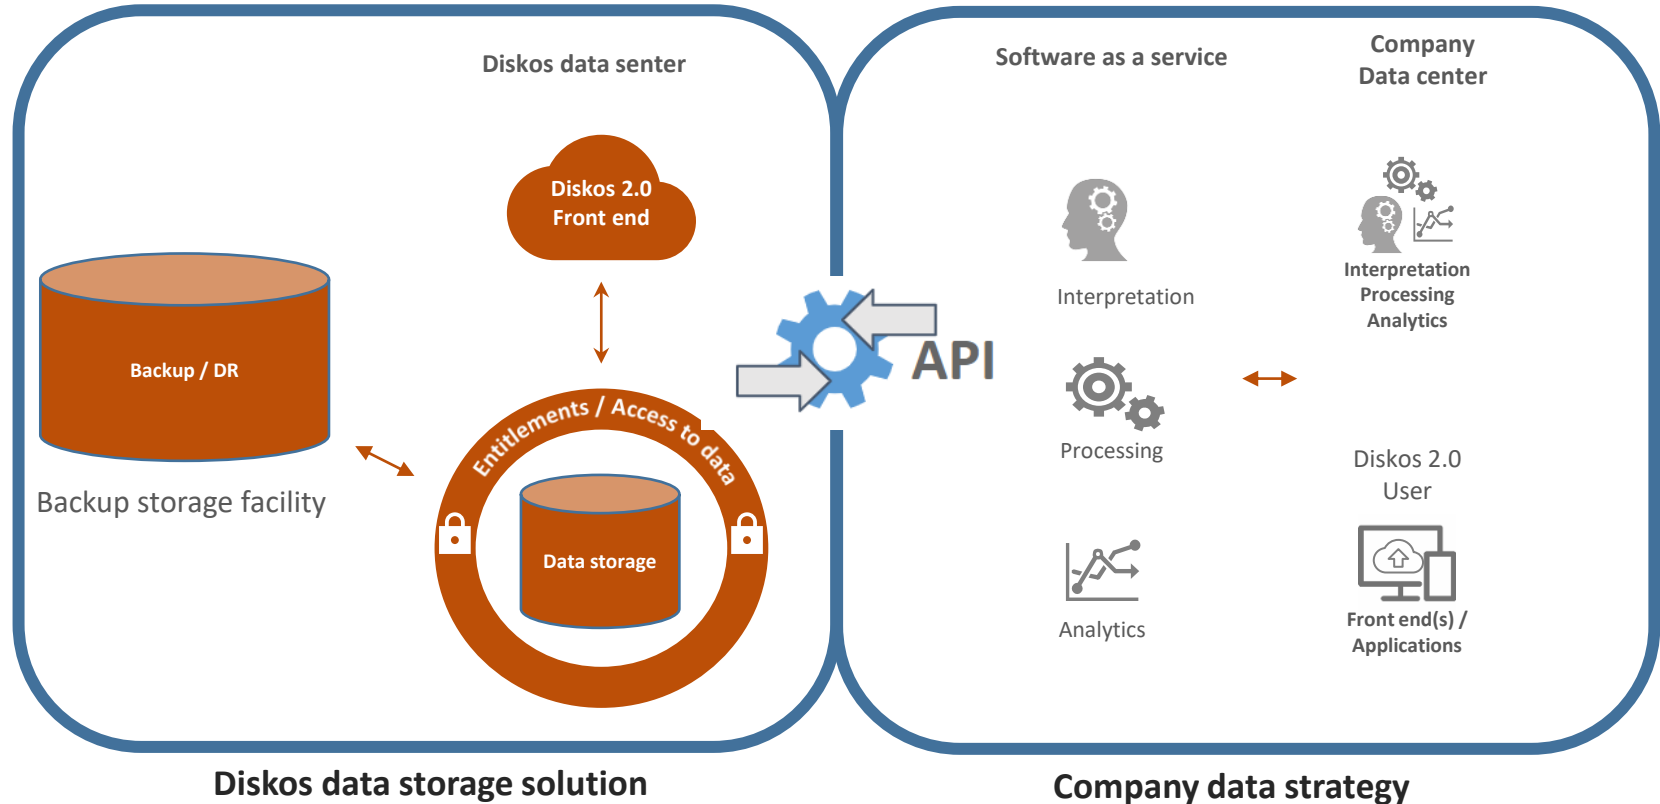 Diskos data senter
Diskos 2.0
Front end
Backup / DR
Backup storage facility
Entitlements / Access to data
Data storage
API
Software as a service
Company
Data center
Interpretation
Processing
Analytics
Interpretation
Processing
Analytics
Diskos 2.0
User
Front end(s) /
Applications
Diskos data storage solution
Company data strategy